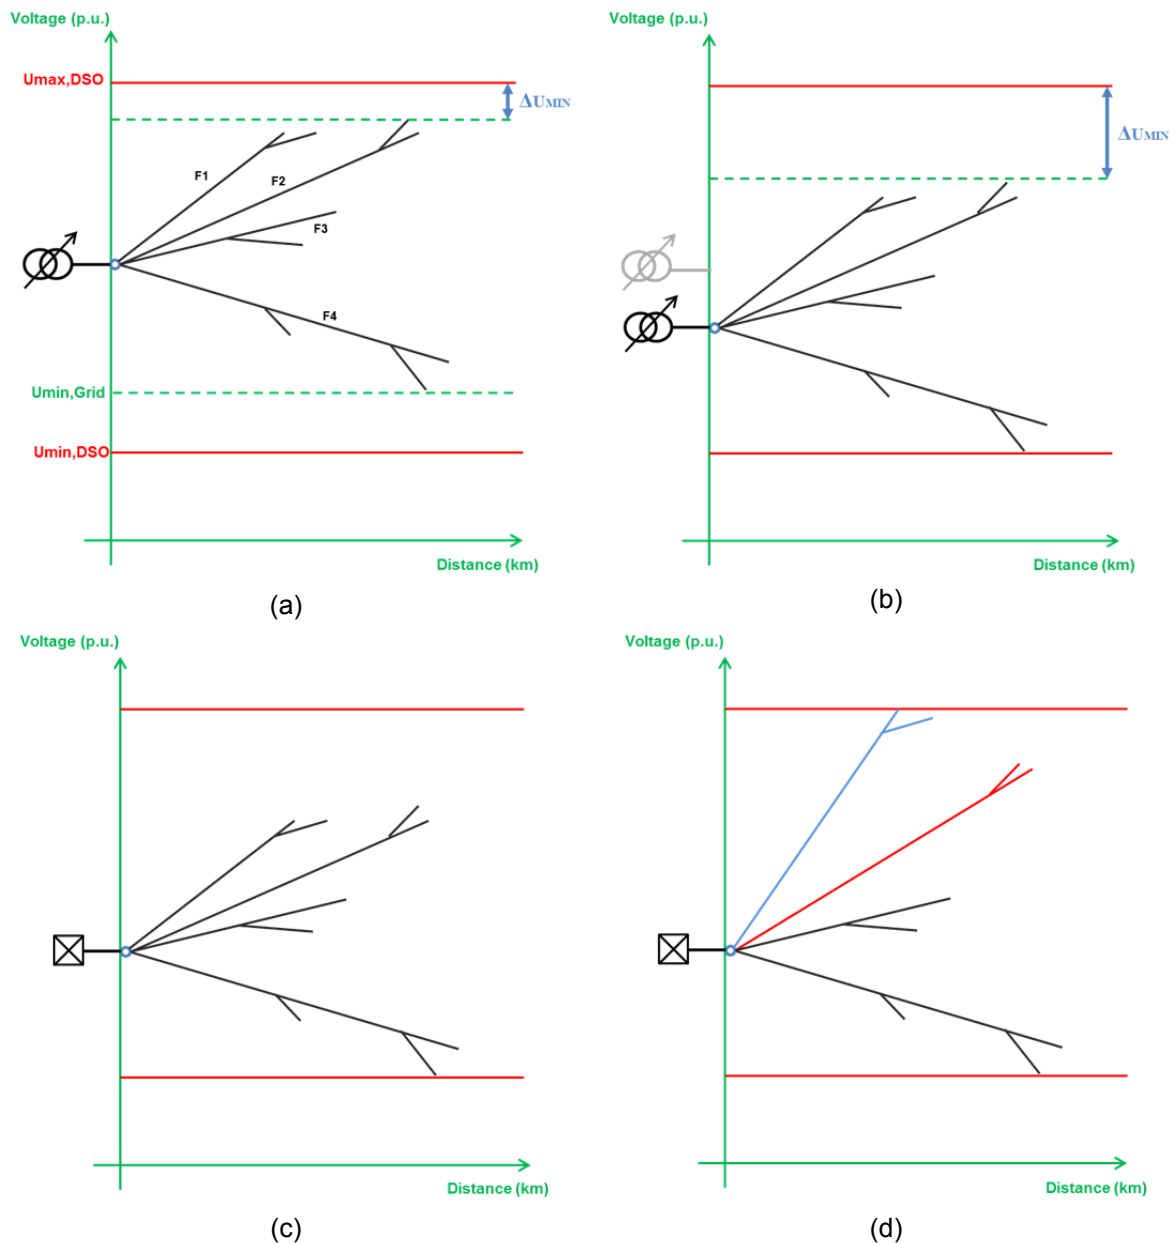 Voltage (p.u.)
Voltage (p.u.)
Umax,DSO
ΔUMIN
ΔUMIN
F1
F2
F3
F4
Umin,Grid
Umin,DSO
Distance (km)
Distance (km)
(a)
(b)
Voltage (p.u.)
Voltage (p.u.)
Distance (km)
Distance (km)
(c)
(d)